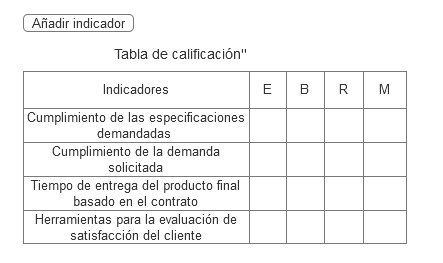 Añadir indicador
Tabla de calificación"
Indicadores E B R M
Cumplimiento de las especificaciones
demandadas
Cumplimiento de la demanda
solicitada
Tiempo de entrega del producto final
basado en el contrato
Herramientas para la evaluación de
satisfacción del cliente